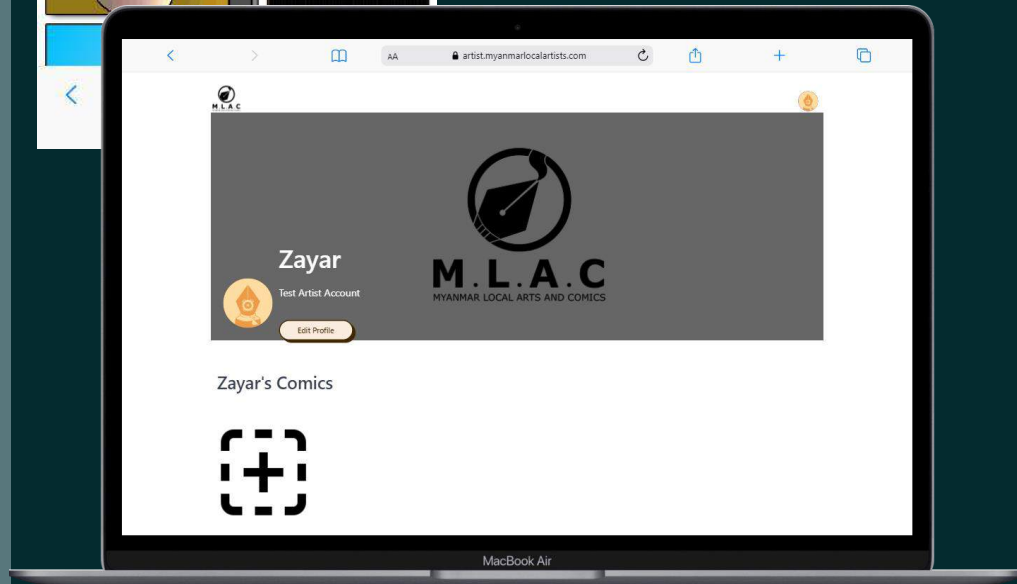 AA
artist.myanmarlocalartists.com
M.L.A.C
M.L.A.C
MYANMAR LOCAL ARTS AND COMICS
Zayar
Test Artist Account
Edit Profile
Zayar's Comics
MacBook Air